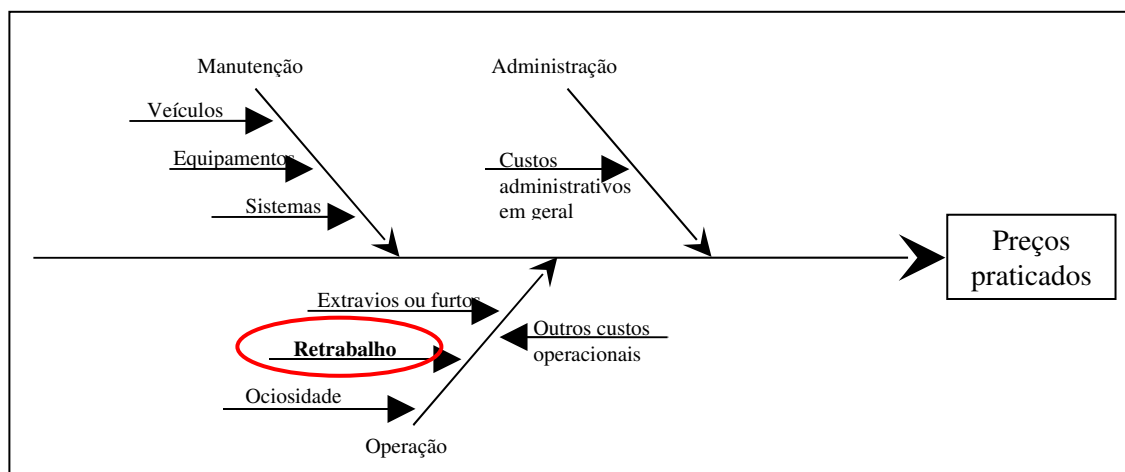 Manutenção
Administração
Veículos
Equipamentos
Sistemas
Custos
administrativos
em geral
Preços
praticados
Extravios ou furtos
Outros custos
operacionais
Retrabalho
Ociosidade
Operação